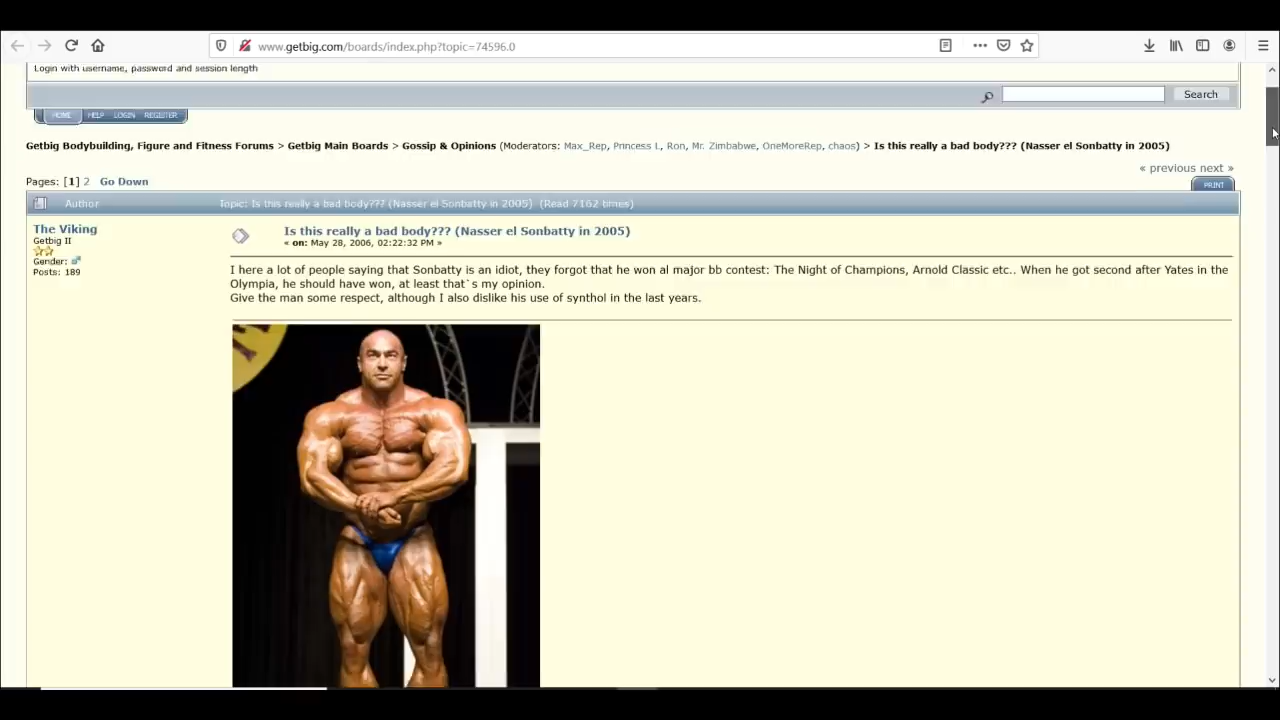 www.getbig.com/boards/index.php?topic=74596.0
Login with username, password and session length
Search
HOME HELP LOGIN REGISTER
Getbig Bodybuilding, Figure and Fitness Forums > Getbig Main Boards > Gossip & Opinions (Moderators: Max_Rep, Princess L, Ron, Mr. Zimbabwe, OneMoreRep, chaos) > Is this really a bad body??? (Nasser el Sonbatty in 2005)
« previous next »
Pages: [1] 2 Go Down
PRINT
Author Topic: Is this really a bad body??? (Nasser el Sonbatty in 2005) (Read 7162 times)
The Viking
Getbig II
Gender:
Posts: 189
Is this really a bad body??? (Nasser el Sonbatty in 2005)
« on: May 28, 2006, 02:22:32 PM »
I here a lot of people saying that Sonbatty is an idiot, they forgot that he won al major bb contest: The Night of Champions, Arnold Classic etc.. When he got second after Yates in the
Olympia, he should have won, at least that`s my opinion.
Give the man some respect, although I also dislike his use of synthol in the last years.